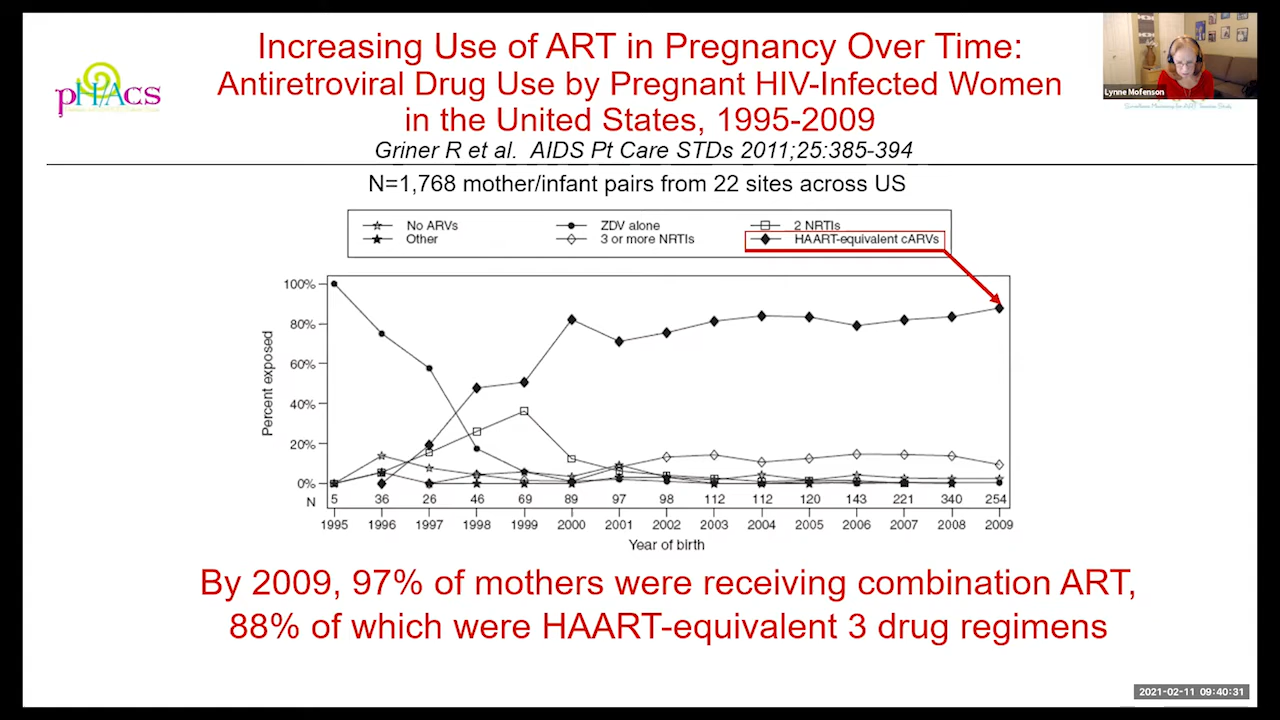 Increasing Use of ART in Pregnancy Over Time:
Antiretroviral Drug Use by Pregnant HIV-Infected Women
in the United States, 1995-2009
Griner R et al. AIDS Pt Care STDs 2011;25:385-394
pHACS
Lynne Mofenson
N=1,768 mother/infant pairs from 22 sites across US
No ARVs ZDV alone 2 NRTIs
Other 3 or more NRTIs HAART-equivalent cARVs
Percent exposed
100%
80%
60%
40%
20%
0%
N 5 36 26 46 69 89 97 98 112 112 120 143 221 340 254
1995 1996 1997 1998 1999 2000 2001 2002 2003 2004 2005 2006 2007 2008 2009
Year of birth
By 2009, 97% of mothers were receiving combination ART,
88% of which were HAART-equivalent 3 drug regimens
2021-02-11 09:40:31